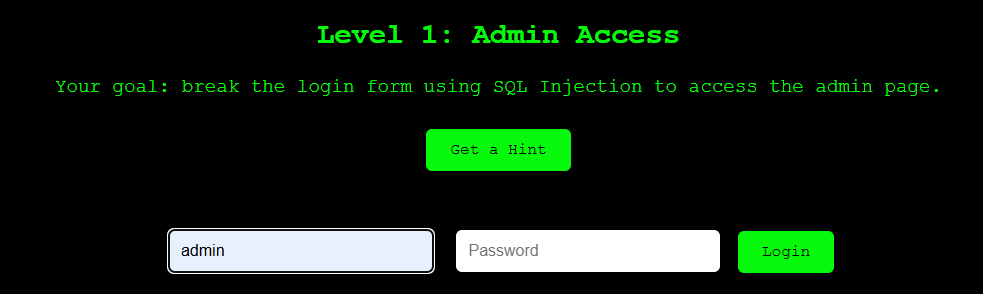 Level 1: Admin Access
Your goal: break the login form using SQL Injection to access the admin page.
Get a Hint
admin Password Login